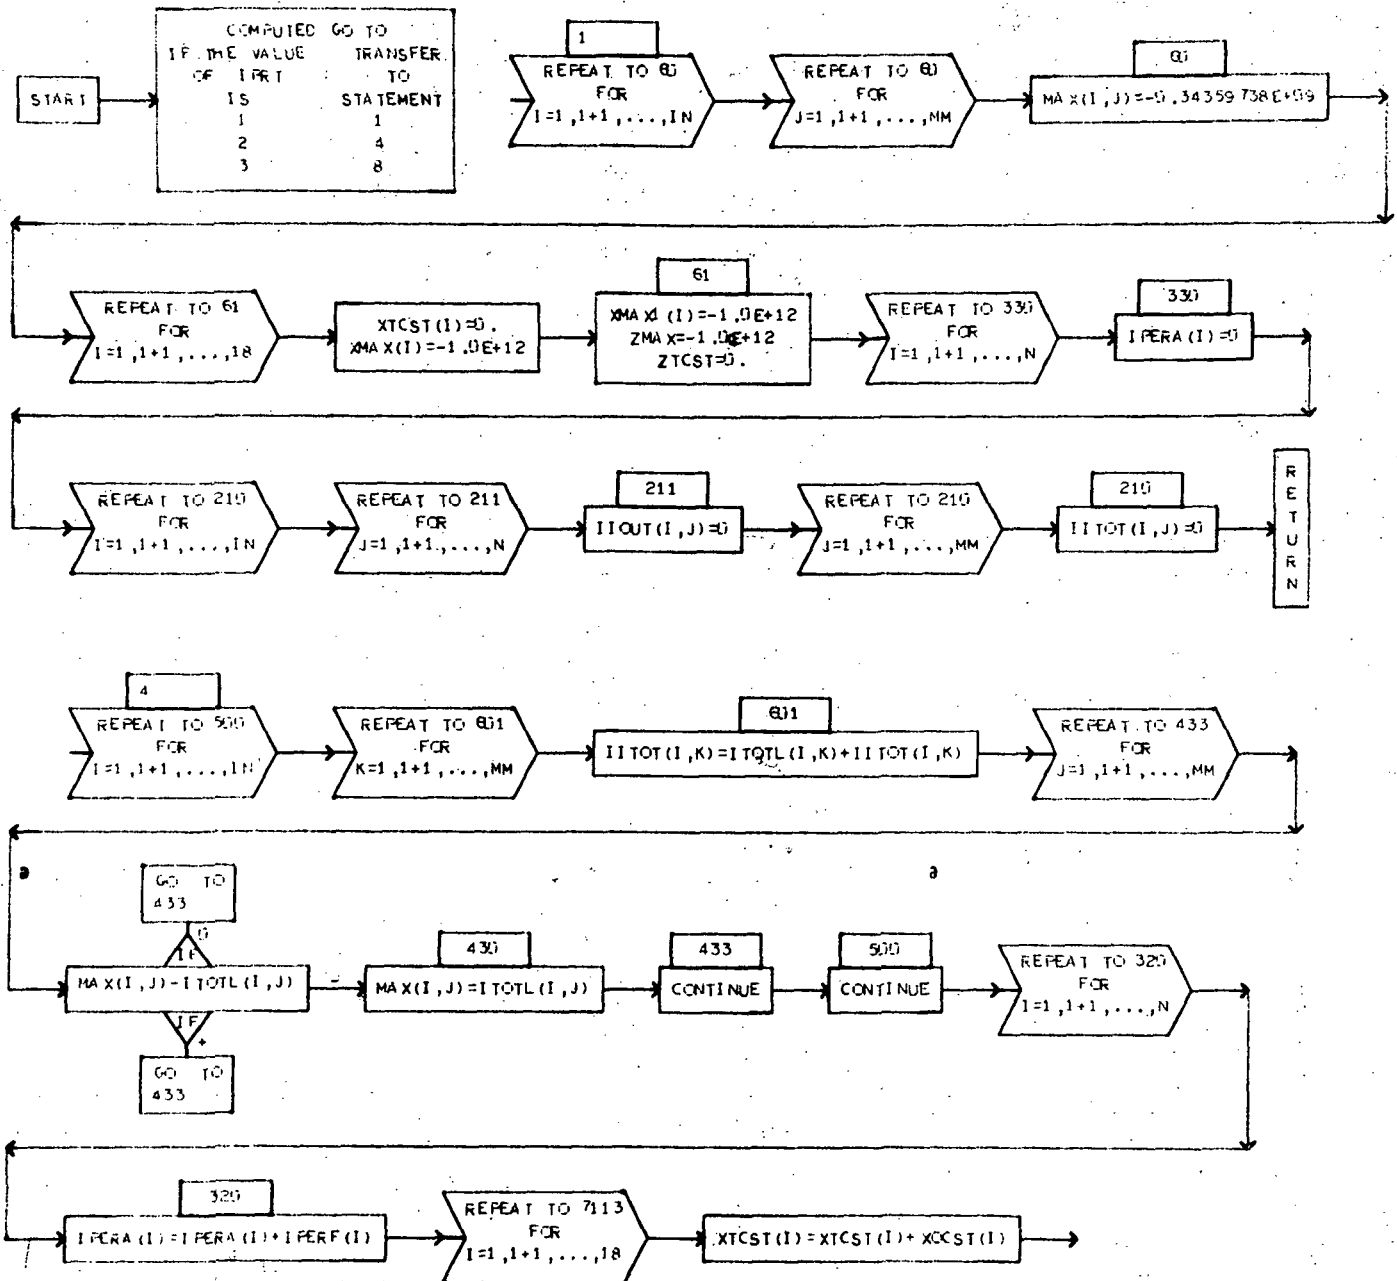 START
COMPUTED GO TO
IF THE VALUE TRANSFER
OF IPRT TO
IS STATEMENT
1 1
2 4
3 8
1
REPEAT TO 60
FOR
I=1,1+1,...,IN
REPEAT TO 60
FOR
J=1,1+1,...,MM
60
MAX(I,J)=-0.34359738E+09
REPEAT TO 61
FOR
I=1,1+1,...,18
XTCST(I)=0.
XMAX(I)=-1.0E+12
61
XMAX1(I)=-1.0E+12
ZMAX=-1.0E+12
ZTCST=0.
REPEAT TO 330
FOR
I=1,1+1,...,N
330
IPERA(I)=0
REPEAT TO 210
FOR
I=1,1+1,...,IN
REPEAT TO 211
FOR
J=1,1+1,...,N
211
IIOUT(I,J)=0
REPEAT TO 210
FOR
J=1,1+1,...,MM
210
IITOT(I,J)=0
RETURN
4
REPEAT TO 500
FOR
I=1,1+1,...,IN
REPEAT TO 601
FOR
K=1,1+1,...,MM
601
IITOT(I,K)=ITOTL(I,K)+IITOT(I,K)
REPEAT TO 433
FOR
J=1,1+1,...,MM
a
a
GO TO
433
0
IF
MAX(I,J)-ITOTL(I,J)
IF
+
GO TO
433
430
MAX(I,J)=ITOTL(I,J)
433
CONTINUE
500
CONTINUE
REPEAT TO 320
FOR
I=1,1+1,...,N
320
IPERA(I)=IPERA(I)+IPERF(I)
REPEAT TO 7113
FOR
I=1,1+1,...,18
XTCST(I)=XTCST(I)+XOCST(I)